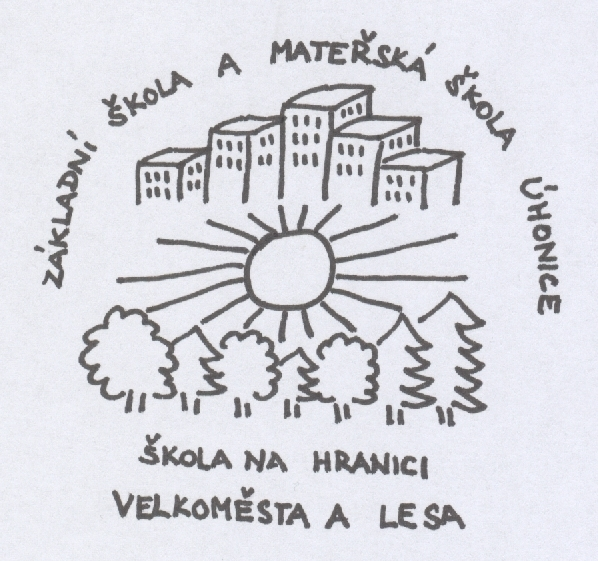 ZÁKLADNÍ ŠKOLA A MATEŘSKÁ ŠKOLA ÚHONICE
ŠKOLA NA HRANICI
VELKOMĚSTA A LESA